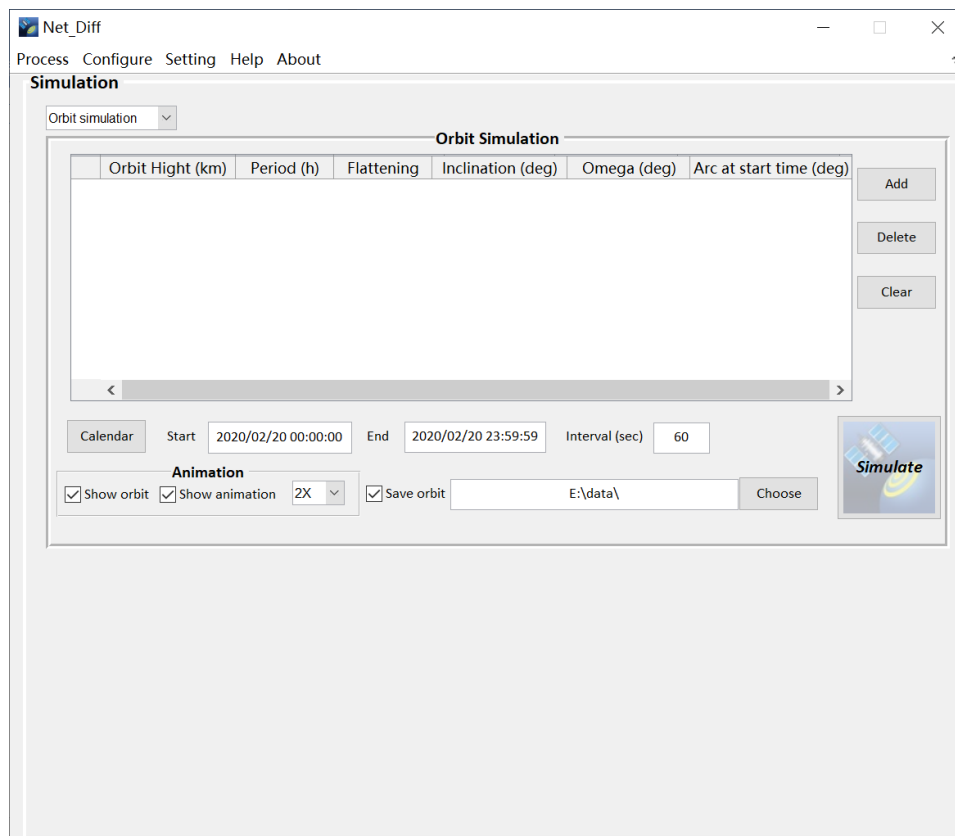 Net_Diff
Process Configure Setting Help About
Simulation
Orbit simulation
Orbit Simulation
Orbit Hight (km) Period (h) Flattening Inclination (deg) Omega (deg) Arc at start time (deg)
Add
Delete
Clear
Calendar Start 2020/02/20 00:00:00 End 2020/02/20 23:59:59 Interval (sec) 60
Simulate
Animation
Show orbit Show animation 2X Save orbit E:\data\ Choose